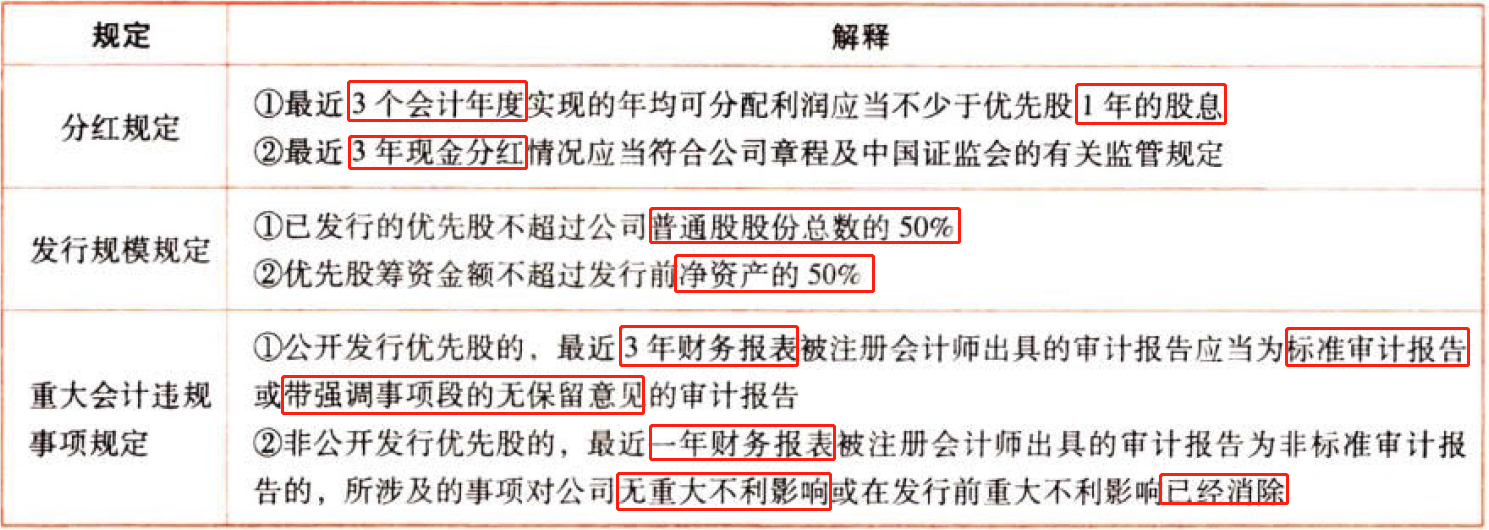 规定
解释
分红规定
①最近3个会计年度实现的年均可分配利润应当不少于优先股1年的股息
②最近3年现金分红情况应当符合公司章程及中国证监会的有关监管规定
发行规模规定
①已发行的优先股不超过公司普通股股份总数的50%
②优先股筹资金额不超过发行前净资产的50%
重大会计违规
事项规定
①公开发行优先股的，最近3年财务报表被注册会计师出具的审计报告应当为标准审计报告
或带强调事项段的无保留意见的审计报告
②非公开发行优先股的，最近一年财务报表被注册会计师出具的审计报告为非标准审计报
告的，所涉及的事项对公司无重大不利影响或在发行前重大不利影响已经消除